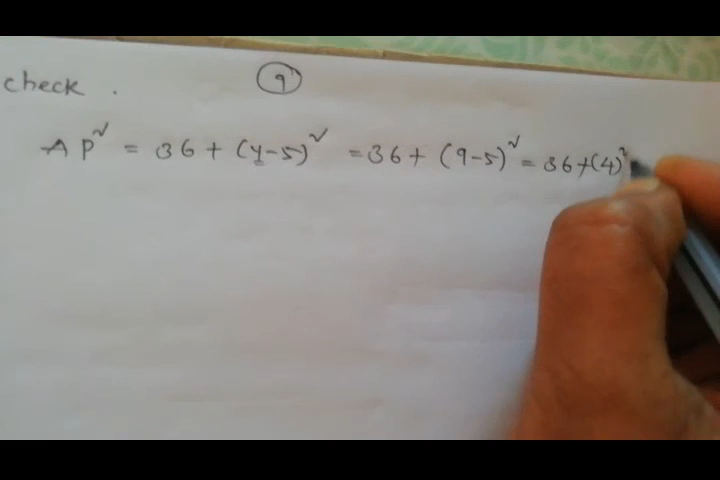 check . 9
AP² = 36 + (y-5)² = 36 + (9-5)² = 36+(4)²